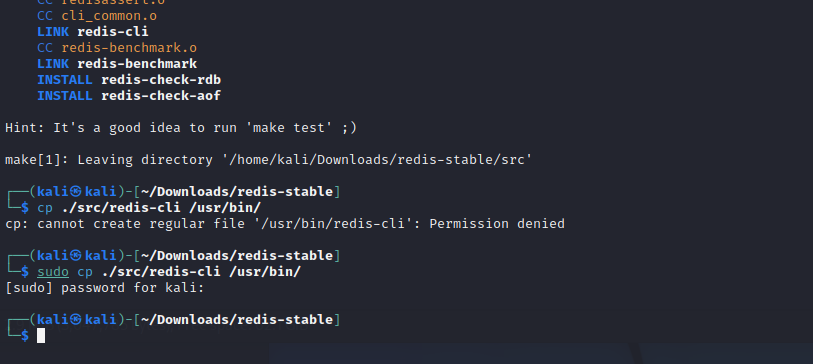 CC redisassert.o
CC cli_common.o
LINK redis-cli
CC redis-benchmark.o
LINK redis-benchmark
INSTALL redis-check-rdb
INSTALL redis-check-aof
Hint: It's a good idea to run 'make test' ;)
make[1]: Leaving directory '/home/kali/Downloads/redis-stable/src'
┌──(kali㉿kali)-[~/Downloads/redis-stable]
└─$ cp ./src/redis-cli /usr/bin/
cp: cannot create regular file '/usr/bin/redis-cli': Permission denied
┌──(kali㉿kali)-[~/Downloads/redis-stable]
└─$ sudo cp ./src/redis-cli /usr/bin/
[sudo] password for kali:
┌──(kali㉿kali)-[~/Downloads/redis-stable]
└─$